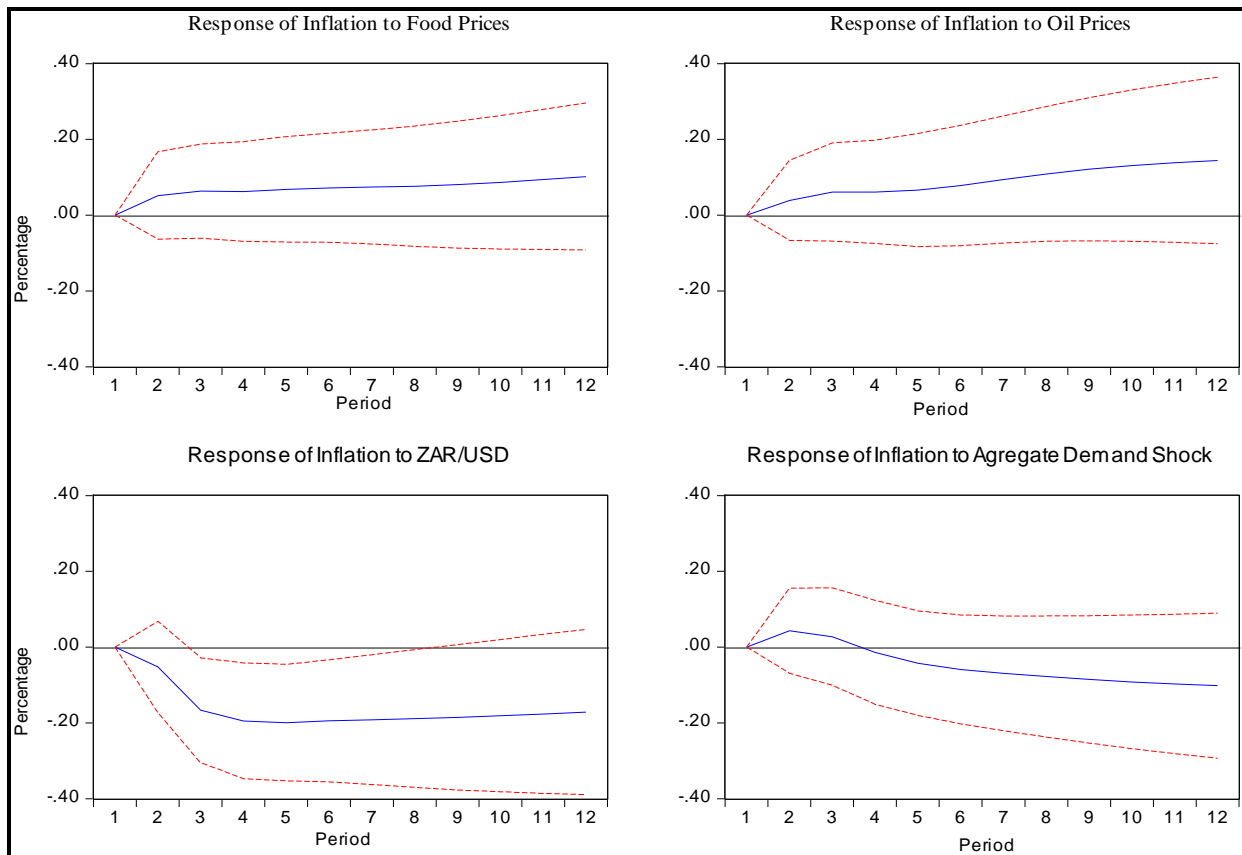 Response of Inflation to Food Prices
.40
.20
.00
-.20
-.40
Percentage
1 2 3 4 5 6 7 8 9 10 11 12
Period
Response of Inflation to Oil Prices
.40
.20
.00
-.20
-.40
1 2 3 4 5 6 7 8 9 10 11 12
Period
Response of Inflation to ZAR/USD
.40
.20
.00
-.20
-.40
Percentage
1 2 3 4 5 6 7 8 9 10 11 12
Period
Response of Inflation to Agregate Demand Shock
.40
.20
.00
-.20
-.40
1 2 3 4 5 6 7 8 9 10 11 12
Period